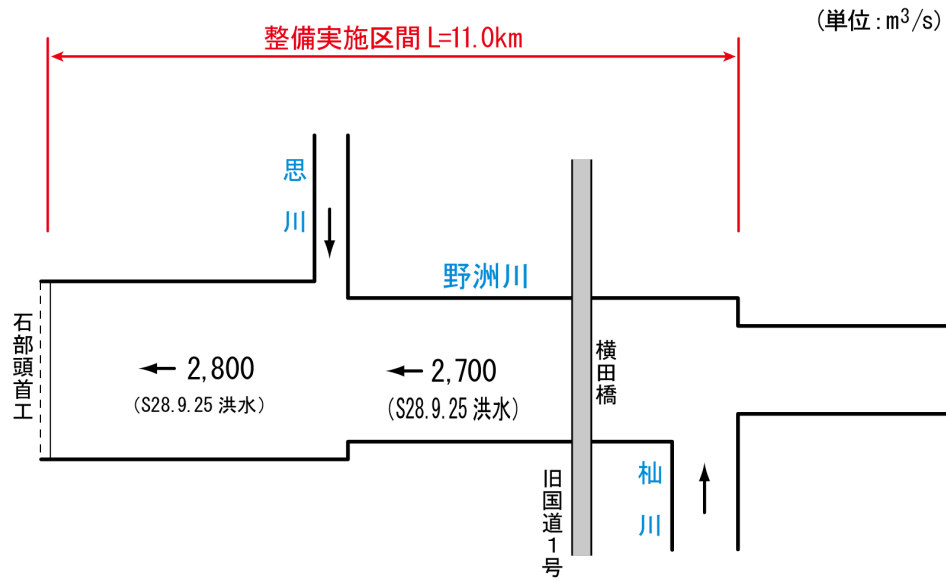 (単位:m³/s)
整備実施区間 L=11.0km
思川
野洲川
石部頭首工
2,800
(S28.9.25 洪水)
2,700
(S28.9.25 洪水)
横田橋
旧国道1号
杣川